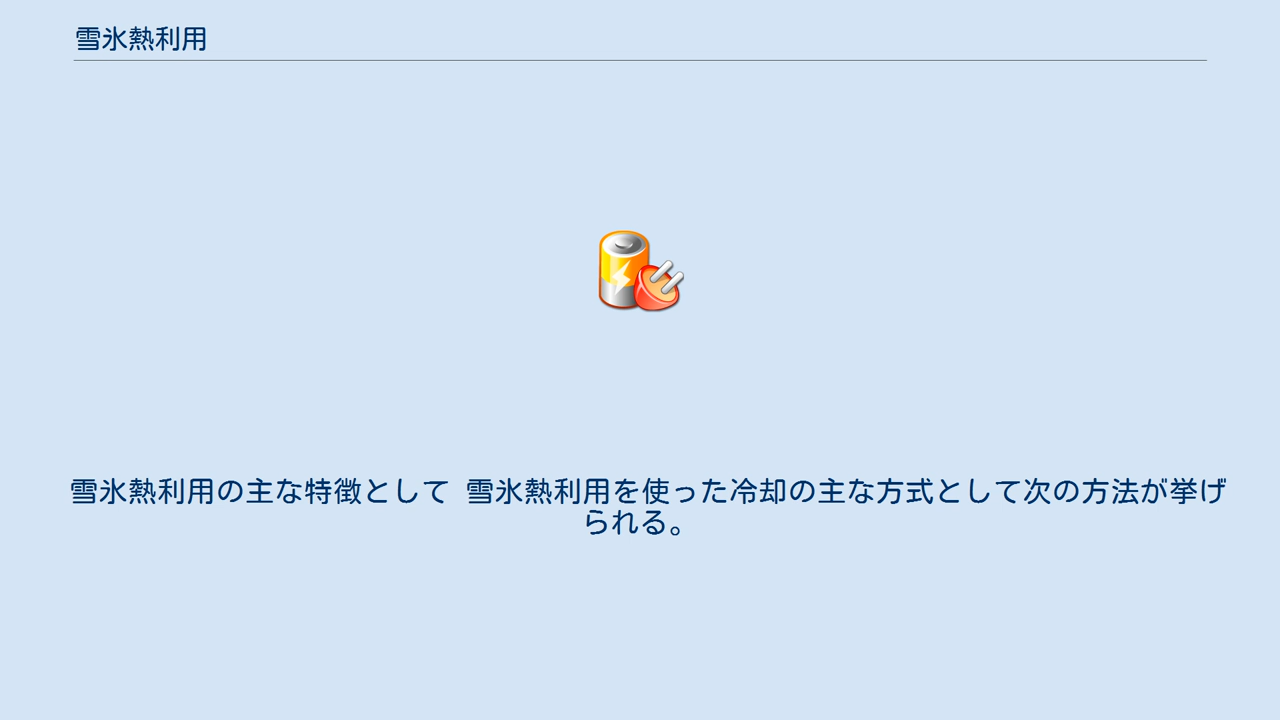 雪氷熱利用
雪氷熱利用の主な特徴として 雪氷熱利用を使った冷却の主な方式として次の方法が挙げ
られる。